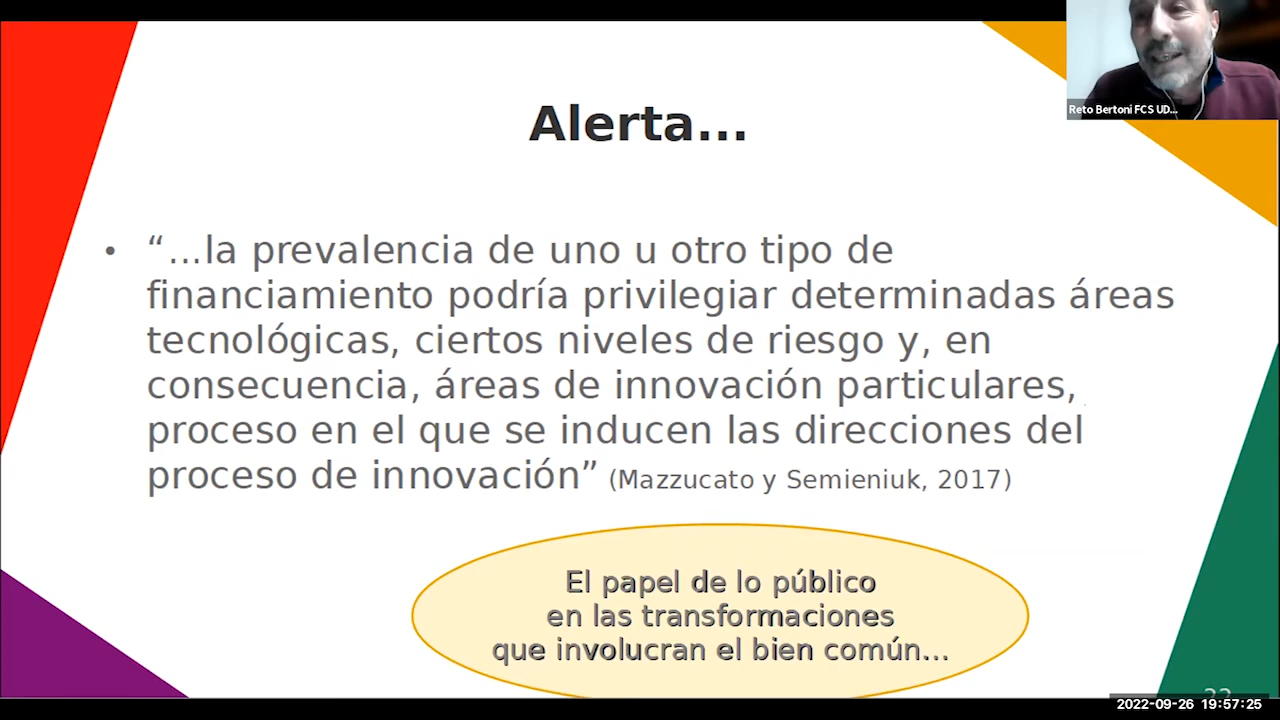 Reto Bertoni FCS UD...
Alerta...
• “...la prevalencia de uno u otro tipo de
financiamiento podría privilegiar determinadas áreas
tecnológicas, ciertos niveles de riesgo y, en
consecuencia, áreas de innovación particulares,
proceso en el que se inducen las direcciones del
proceso de innovación” (Mazzucato y Semieniuk, 2017)
El papel de lo público
en las transformaciones
que involucran el bien común...
2022-09-26 19:57:25